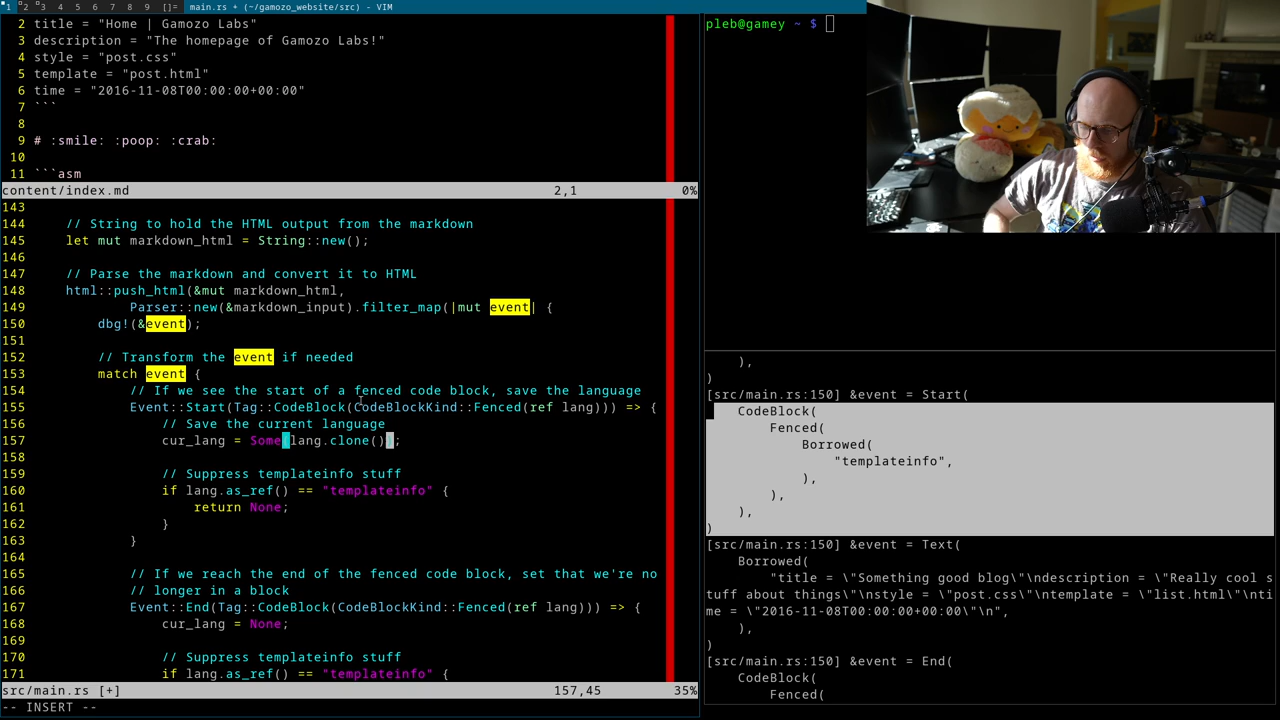 1 2 3 4 5 6 7 8 9 []= main.rs + (~/gamozo_website/src) - VIM
2 title = "Home | Gamozo Labs"
3 description = "The homepage of Gamozo Labs!"
4 style = "post.css"
5 template = "post.html"
6 time = "2016-11-08T00:00:00+00:00"
7 ```
8
9 # :smile: :poop: :crab:
10
11 ```asm
content/index.md 2,1 0%
143
144 // String to hold the HTML output from the markdown
145 let mut markdown_html = String::new();
146
147 // Parse the markdown and convert it to HTML
148 html::push_html(&mut markdown_html,
149 Parser::new(&markdown_input).filter_map(|mut event| {
150 dbg!(&event);
151
152 // Transform the event if needed
153 match event {
154 // If we see the start of a fenced code block, save the language
155 Event::Start(Tag::CodeBlock(CodeBlockKind::Fenced(ref lang))) => {
156 // Save the current language
157 cur_lang = Some(lang.clone());
158
159 // Suppress templateinfo stuff
160 if lang.as_ref() == "templateinfo" {
161 return None;
162 }
163 }
164
165 // If we reach the end of the fenced code block, set that we're no
166 // longer in a block
167 Event::End(Tag::CodeBlock(CodeBlockKind::Fenced(ref lang))) => {
168 cur_lang = None;
169
170 // Suppress templateinfo stuff
171 if lang.as_ref() == "templateinfo" {
src/main.rs [+] 157,45 35%
-- INSERT --
pleb@gamey ~ $
),
)
[src/main.rs:150] &event = Start(
CodeBlock(
Fenced(
Borrowed(
"templateinfo",
),
),
),
)
[src/main.rs:150] &event = Text(
Borrowed(
"title = \"Something good blog\"\ndescription = \"Really cool s
tuff about things\"\nstyle = \"post.css\"\ntemplate = \"list.html\"\nti
me = \"2016-11-08T00:00:00+00:00\"\n",
),
)
[src/main.rs:150] &event = End(
CodeBlock(
Fenced(